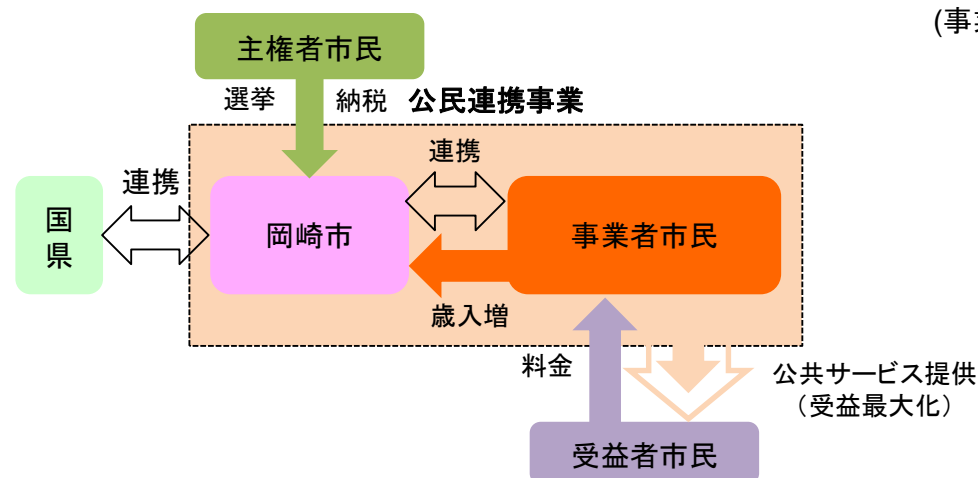 (事業
主権者市民
選挙
納税
公民連携事業
連携
連携
国
県
岡崎市
事業者市民
歳入増
料金
公共サービス提供
（受益最大化）
受益者市民